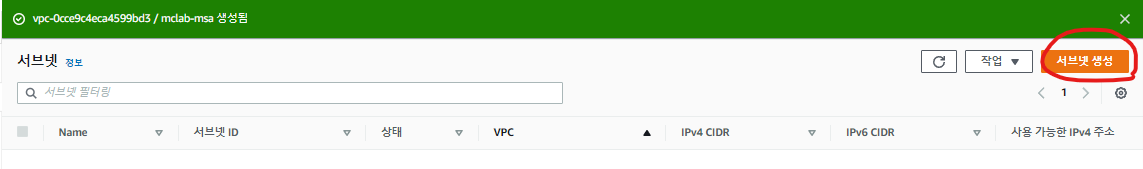 vpc-0cce9c4eca4599bd3 / mclab-msa 생성됨
서브넷 정보
작업
서브넷 생성
서브넷 필터링
1
Name 서브넷 ID 상태 VPC IPv4 CIDR IPv6 CIDR 사용 가능한 IPv4 주소